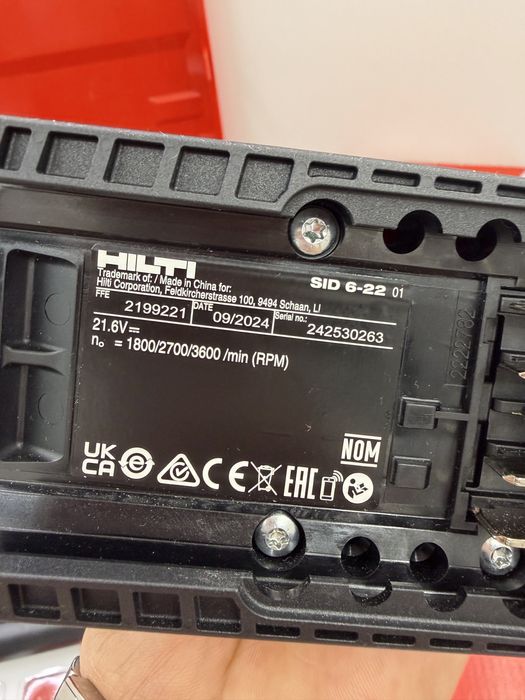 HILTI
SID 6-22 01
Trademark of: / Made in China for:
Hilti Corporation, Feldkircherstrasse 100, 9494 Schaan, LI
FFE 2199221 DATE 09/2024 Serial no.: 242530263
21.6V
n₀ = 1800/2700/3600 /min (RPM)
NOM
UK CA CE EAC